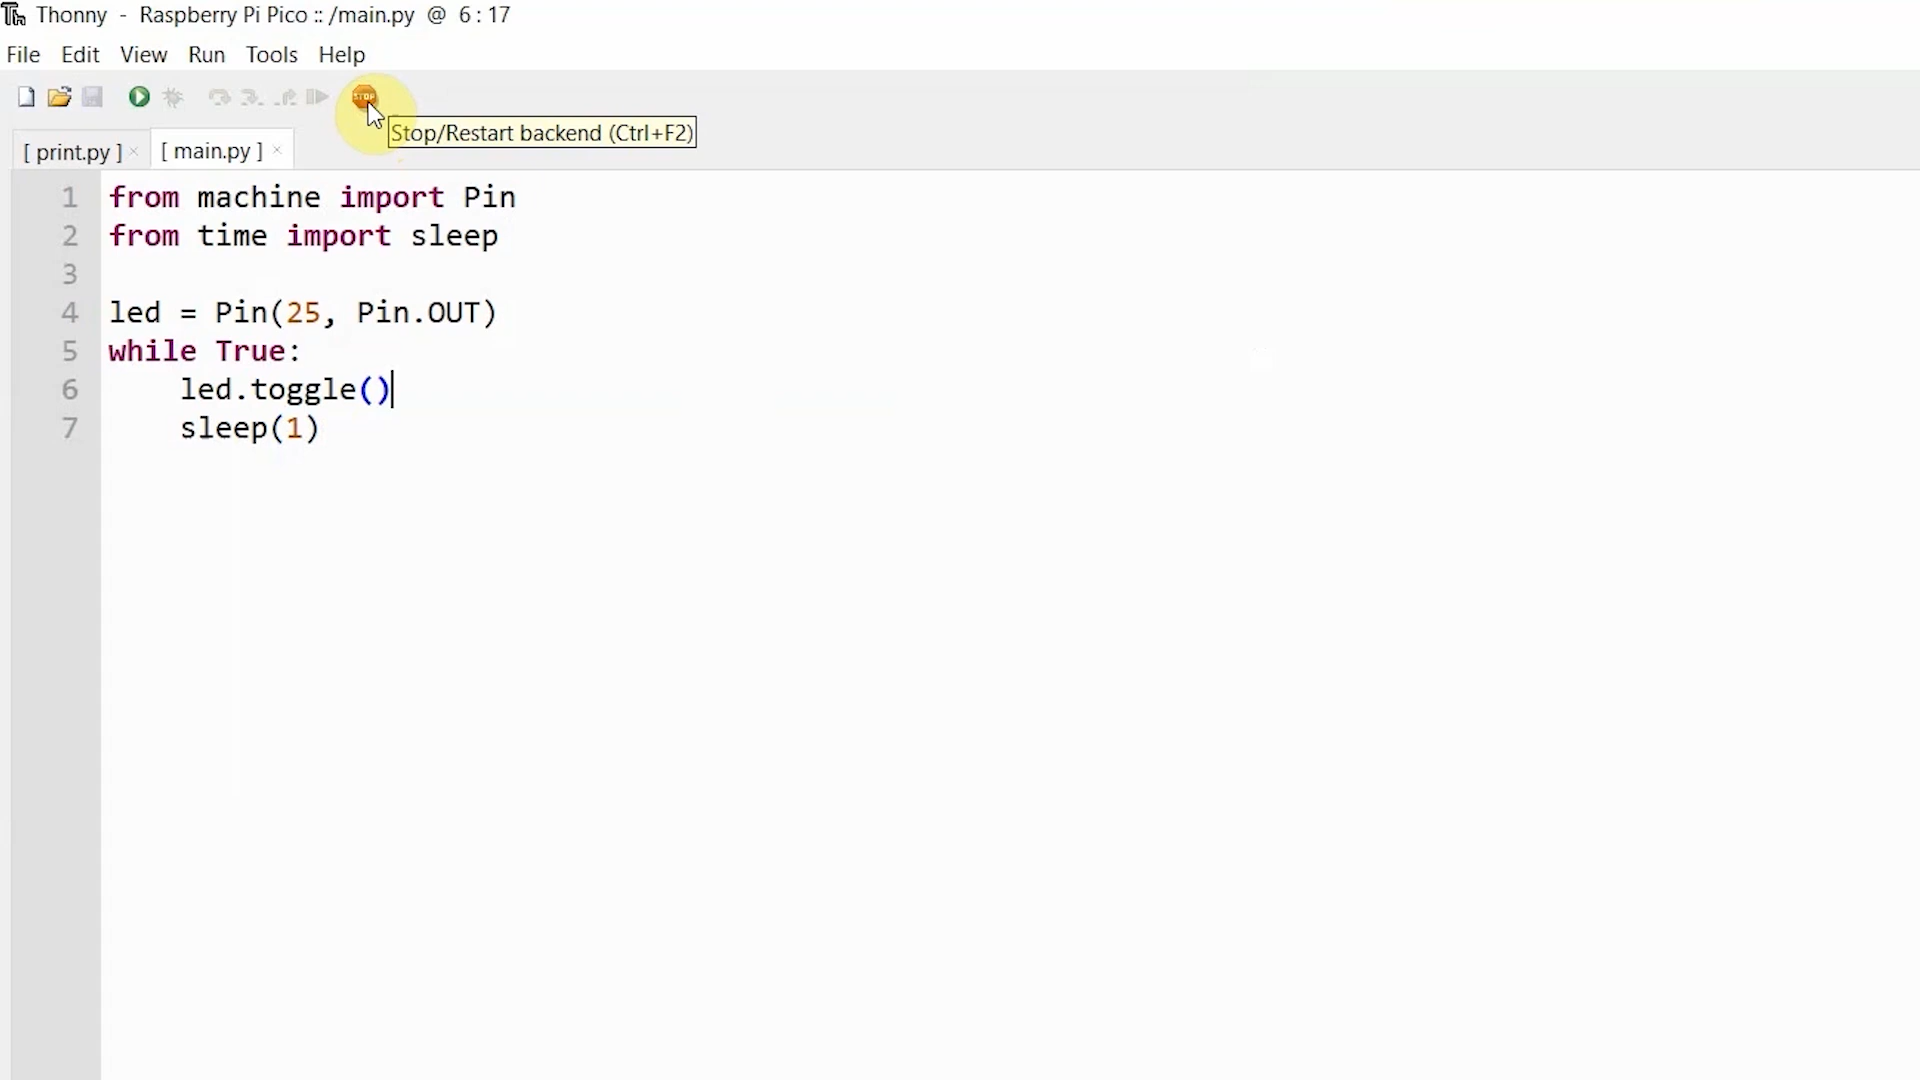 Th Thonny - Raspberry Pi Pico :: /main.py @ 6 : 17
File Edit View Run Tools Help
STOP
Stop/Restart backend (Ctrl+F2)
[ print.py ] × [ main.py ] ×
1 from machine import Pin
2 from time import sleep
3
4 led = Pin(25, Pin.OUT)
5 while True:
6     led.toggle()
7     sleep(1)